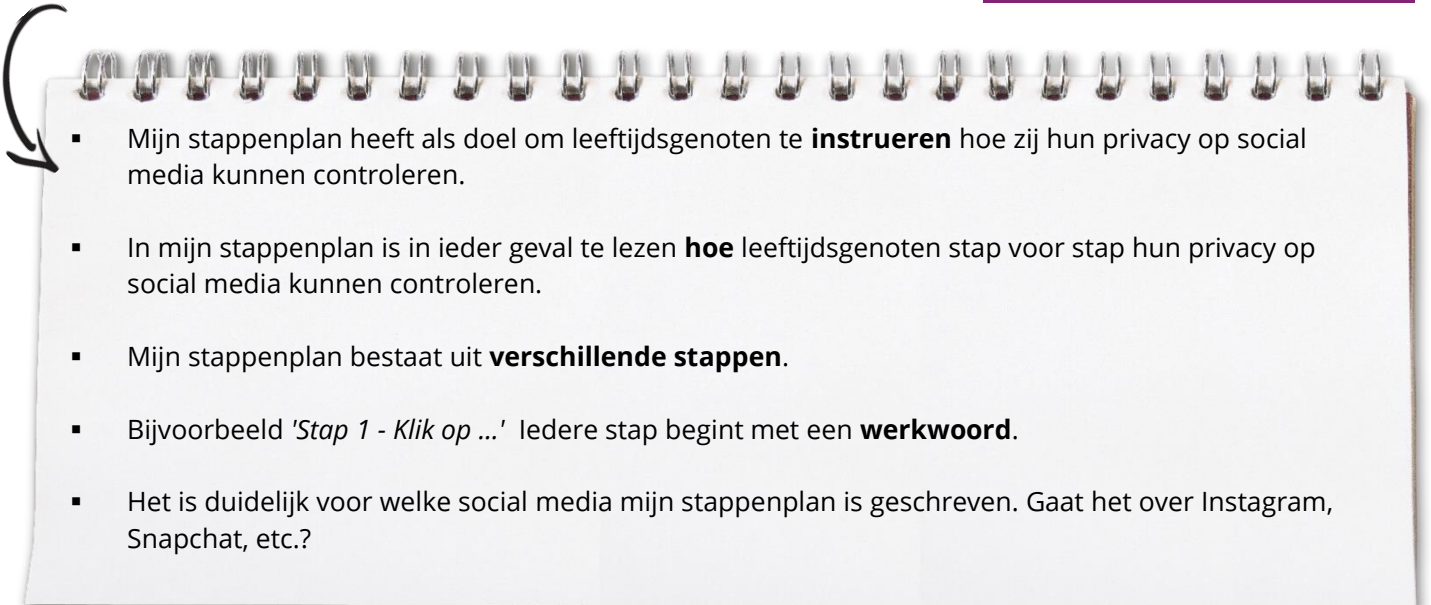 ▪ Mijn stappenplan heeft als doel om leeftijdsgenoten te instrueren hoe zij hun privacy op social
media kunnen controleren.
▪ In mijn stappenplan is in ieder geval te lezen hoe leeftijdsgenoten stap voor stap hun privacy op
social media kunnen controleren.
▪ Mijn stappenplan bestaat uit verschillende stappen.
▪ Bijvoorbeeld 'Stap 1 - Klik op ...' Iedere stap begint met een werkwoord.
▪ Het is duidelijk voor welke social media mijn stappenplan is geschreven. Gaat het over Instagram,
Snapchat, etc.?